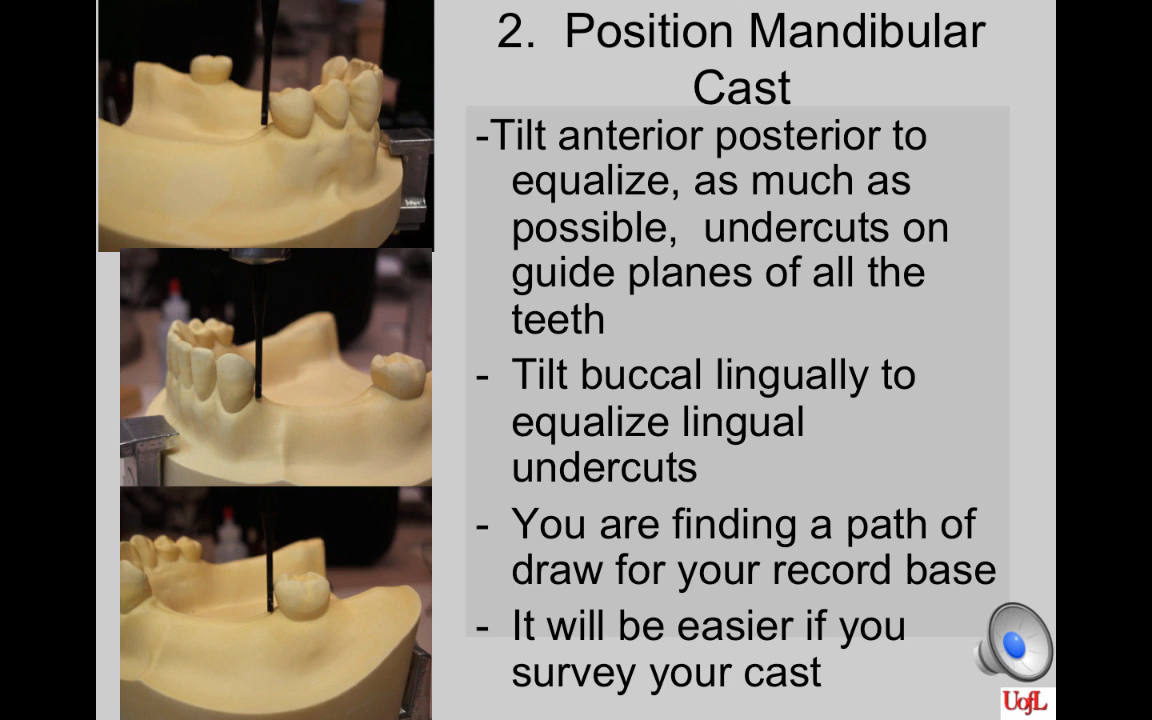 2. Position Mandibular
Cast
-Tilt anterior posterior to
equalize, as much as
possible, undercuts on
guide planes of all the
teeth
- Tilt buccal lingually to
equalize lingual
undercuts
- You are finding a path of
draw for your record base
- It will be easier if you
survey your cast
UofL